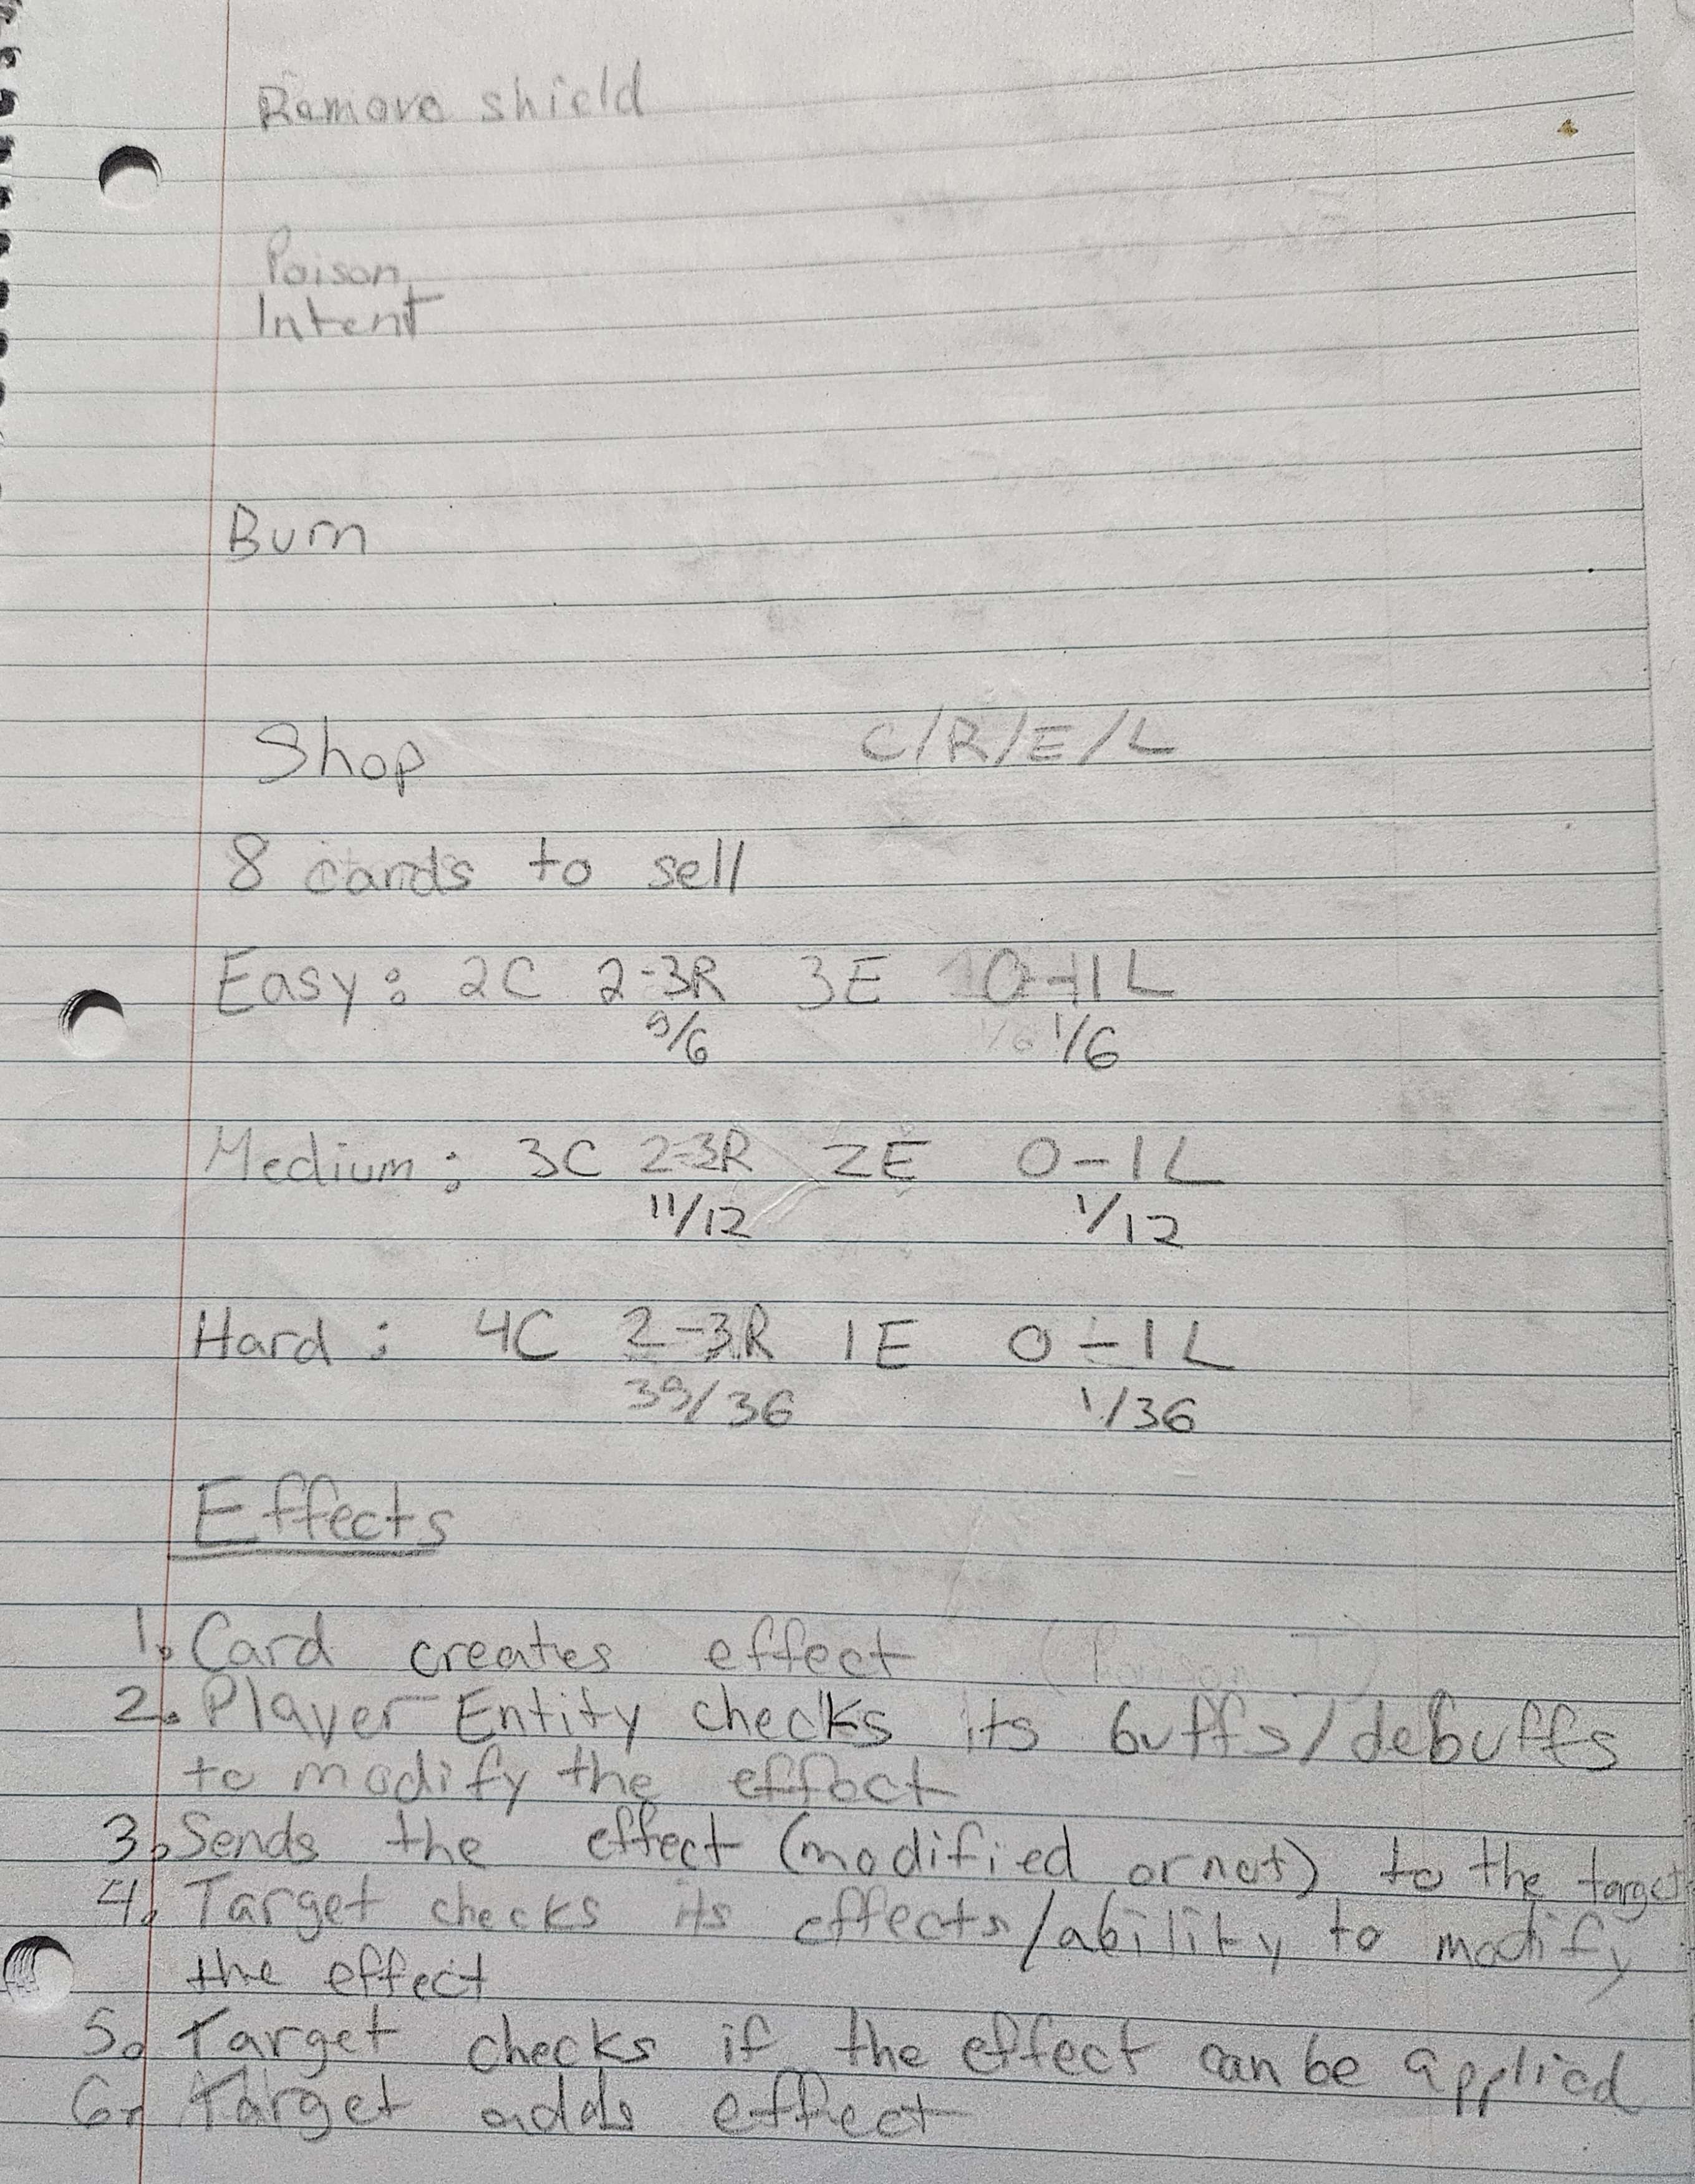 Remove shield
Poison
Intent
Burn
Shop C/R/E/L
8 cards to sell
Easy: 2C 2-3R 3E 0-1L
5/6 1/6 1/6
Medium: 3C 2-3R 2E 0-1L
11/12 1/12
Hard: 4C 2-3R 1E 0-1L
35/36 1/36
Effects
1. Card creates effect
2. Player Entity checks its buffs/debuffs
to modify the effect
3. Sends the effect (modified or not) to the target
4. Target checks its effects/ability to modify
the effect
5. Target checks if the effect can be applied
6. Target adds effect